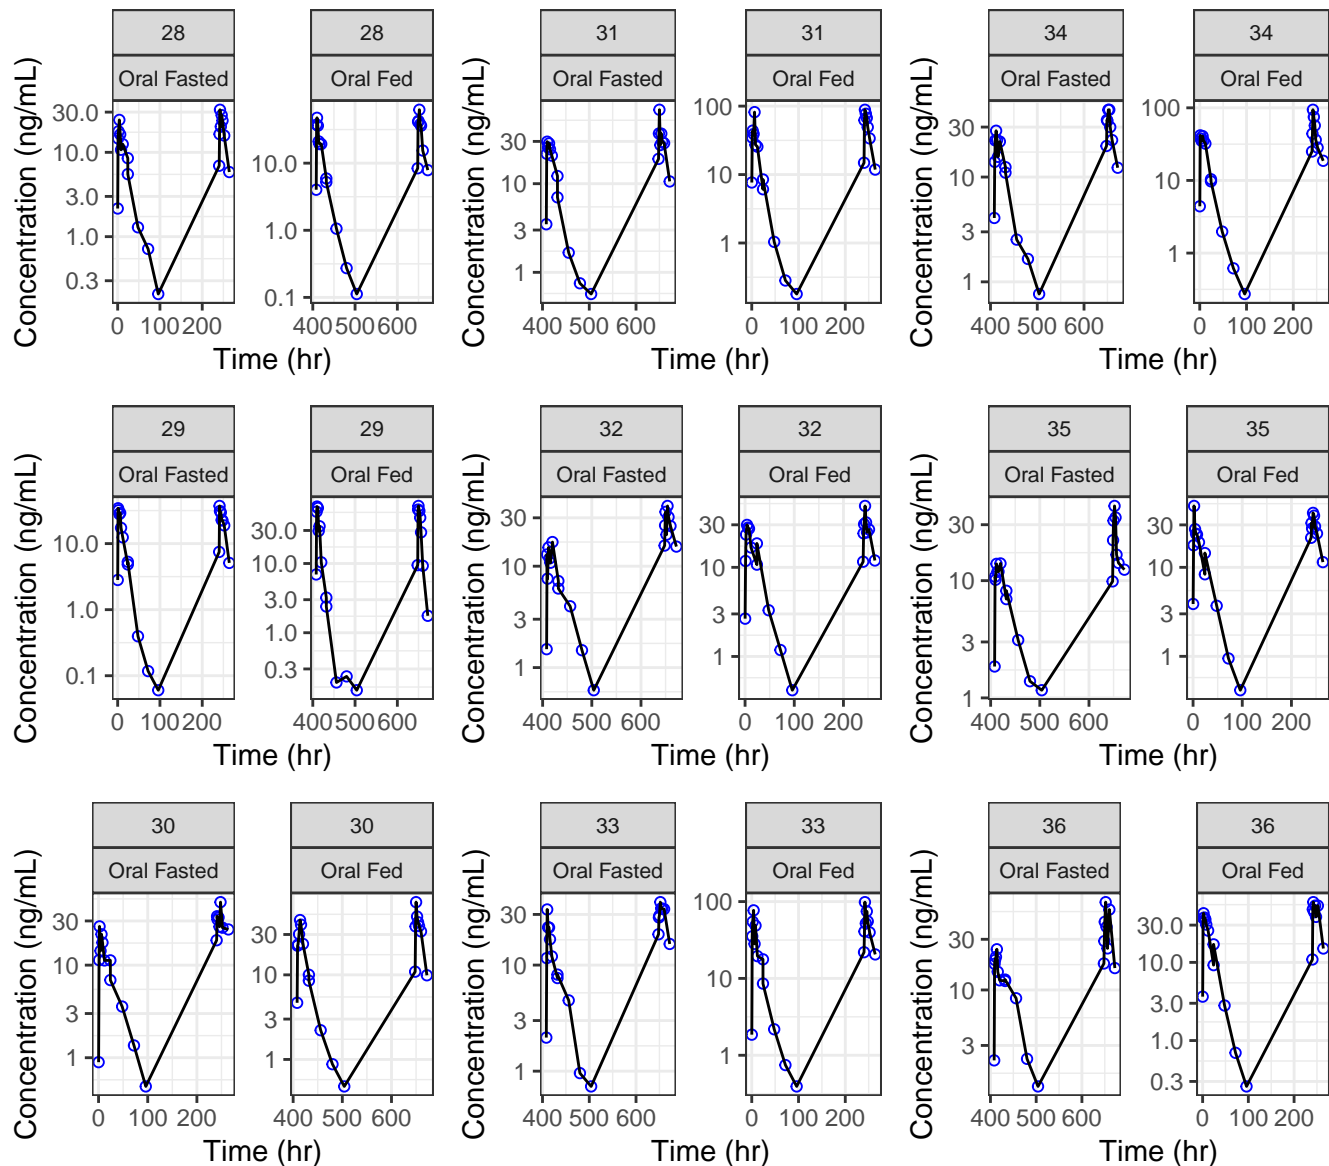 28 28 31 31 34 34
Oral Fasted Oral Fed Oral Fasted Oral Fed Oral Fasted Oral Fed
Concentration (ng/mL) Concentration (ng/mL) Concentration (ng/mL)
30.0 10.0 3.0 1.0 0.3
10.0 1.0 0.1
30 10 3 1
100 10 1
30 10 3 1
100 10 1
0 100 200 400 500 600 400 500 600 0 100 200 400 500 600 0 100 200
Time (hr) Time (hr) Time (hr)
29 29 32 32 35 35
Oral Fasted Oral Fed Oral Fasted Oral Fed Oral Fasted Oral Fed
Concentration (ng/mL) Concentration (ng/mL) Concentration (ng/mL)
10.0 1.0 0.1
30.0 10.0 3.0 1.0 0.3
30 10 3 1
30 10 3 1
30 10 3 1
30 10 3 1
0 100 200 400 500 600 400 500 600 0 100 200 400 500 600 0 100 200
Time (hr) Time (hr) Time (hr)
30 30 33 33 36 36
Oral Fasted Oral Fed Oral Fasted Oral Fed Oral Fasted Oral Fed
Concentration (ng/mL) Concentration (ng/mL) Concentration (ng/mL)
30 10 1
30 10 3 1
30 10 3 1
100 10 1
30 10 3
30.0 10.0 3.0 1.0 0.3
0 100 200 400 500 600 400 500 600 0 100 200 400 500 600 0 100 200
Time (hr) Time (hr) Time (hr)